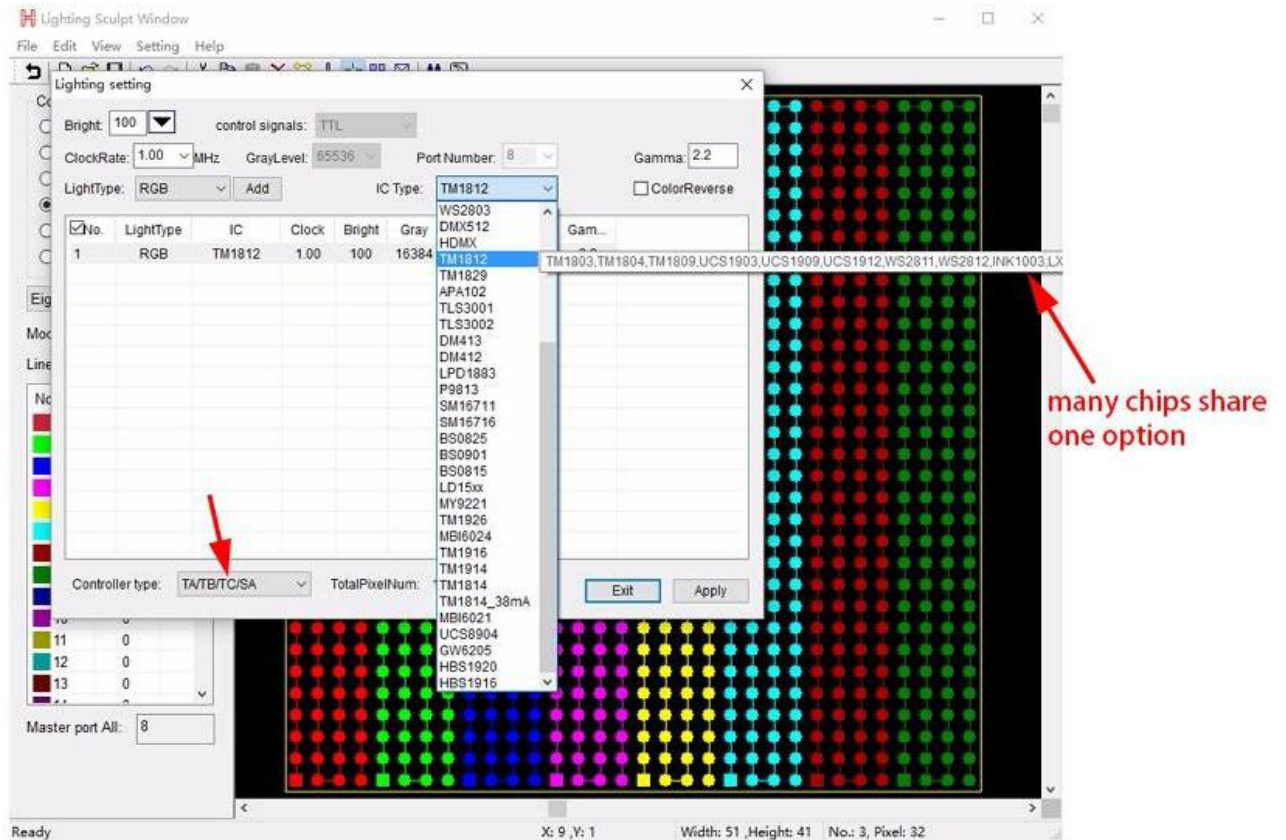 Lighting Sculpt Window
File Edit View Setting Help
Lighting setting
Bright: 100 control signals: TTL
ClockRate: 1.00 MHz GrayLevel: 65536 Port Number: 8 Gamma: 2.2
LightType: RGB Add IC Type: TM1812 ColorReverse
No. LightType IC Clock Bright Gray Gam...
1 RGB TM1812 1.00 100 16384
WS2803
DMX512
HDMX
TM1812
TM1803,TM1804,TM1809,UCS1903,UCS1909,UCS1912,WS2811,WS2812,INK1003,LX
TM1829
APA102
TLS3001
TLS3002
DM413
DM412
LPD1883
P9813
SM16711
SM16716
BS0825
BS0901
BS0815
LD15xx
MY9221
TM1926
MBI6024
TM1916
TM1914
TM1814
TM1814_38mA
MBI6021
UCS8904
GW6205
HBS1920
HBS1916
many chips share
one option
Controller type: TA/TB/TC/SA TotalPixelNum: Exit Apply
11 0
12 0
13 0
Master port All: 8
Ready X: 9 ,Y: 1 Width: 51 ,Height: 41 No.: 3, Pixel: 32